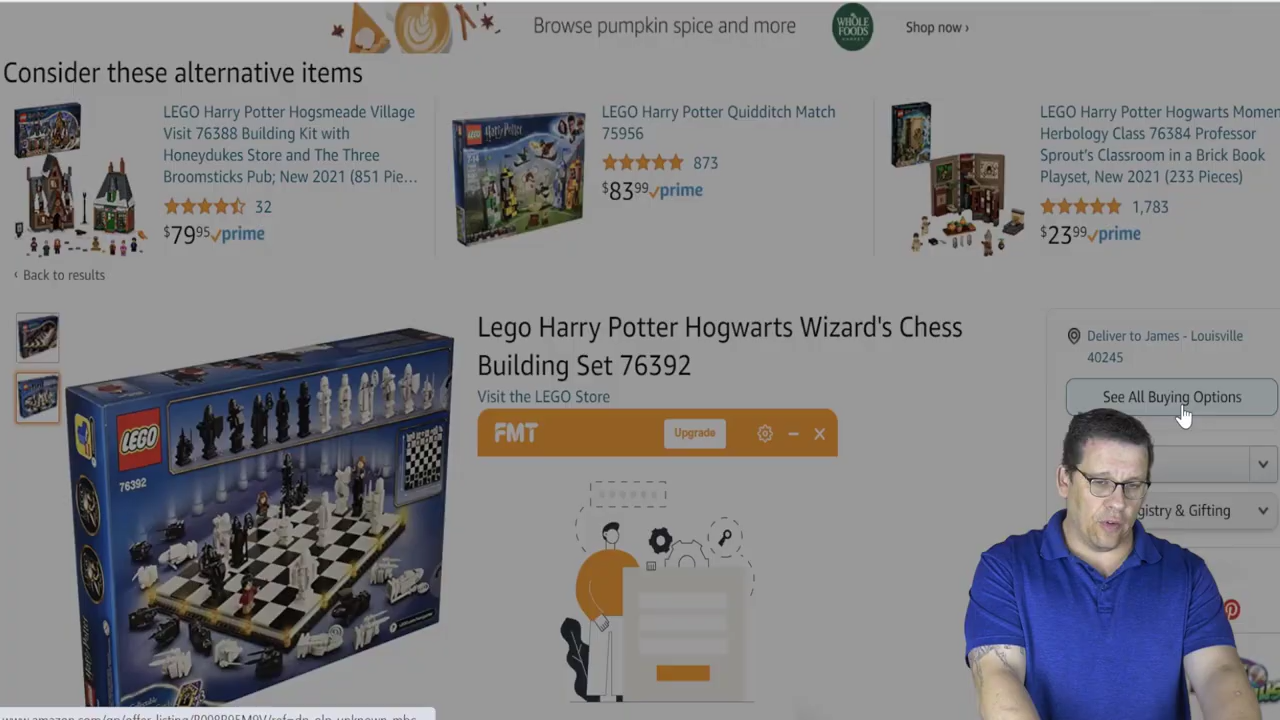 Browse pumpkin spice and more
WHOLE
FOODS
MARKET
Shop now ›
Consider these alternative items
LEGO Harry Potter Hogsmeade Village
Visit 76388 Building Kit with
Honeydukes Store and The Three
Broomsticks Pub; New 2021 (851 Pie...
32
$79.95 prime
LEGO Harry Potter Quidditch Match
75956
873
$83.99 prime
LEGO Harry Potter Hogwarts Momen
Herbology Class 76384 Professor
Sprout's Classroom in a Brick Book
Playset, New 2021 (233 Pieces)
1,783
$23.99 prime
‹ Back to results
LEGO
76392
Harry Potter
Lego Harry Potter Hogwarts Wizard's Chess
Building Set 76392
Visit the LEGO Store
FMT
Upgrade
Deliver to James - Louisville
40245
See All Buying Options
gistry & Gifting